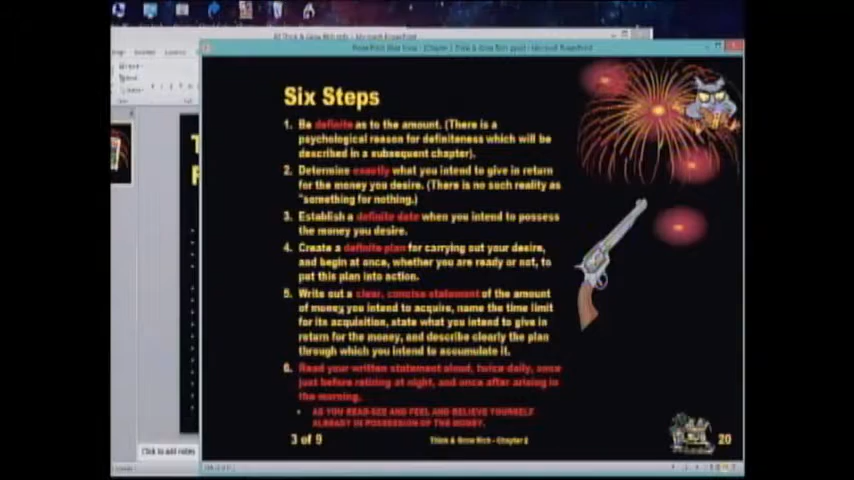 Six Steps
1. Be definite as to the amount. (There is a
psychological reason for definiteness which will be
described in a subsequent chapter).
2. Determine exactly what you intend to give in return
for the money you desire. (There is no such reality as
"something for nothing.)
3. Establish a definite date when you intend to possess
the money you desire.
4. Create a definite plan for carrying out your desire,
and begin at once, whether you are ready or not, to
put this plan into action.
5. Write out a clear, concise statement of the amount
of money you intend to acquire, name the time limit
for its acquisition, state what you intend to give in
return for the money, and describe clearly the plan
through which you intend to accumulate it.
6. Read your written statement aloud, twice daily, once
just before retiring at night, and once after arising in
the morning.
• AS YOU READ-SEE AND FEEL AND BELIEVE YOURSELF
ALREADY IN POSSESSION OF THE MONEY.
3 of 9
Think & Grow Rich - Chapter 2
20
Click to add notes